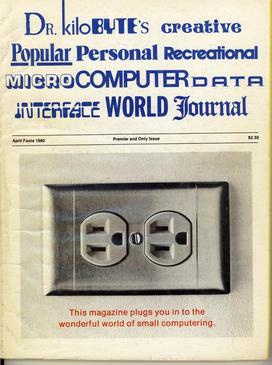 DR. kiloBYTE's creative
Popular Personal Recreational
MICROCOMPUTER DATA
INTERFACE WORLD Journal
April Fools 1980 Premier and Only Issue $2.50
This magazine plugs you in to the
wonderful world of small computering.